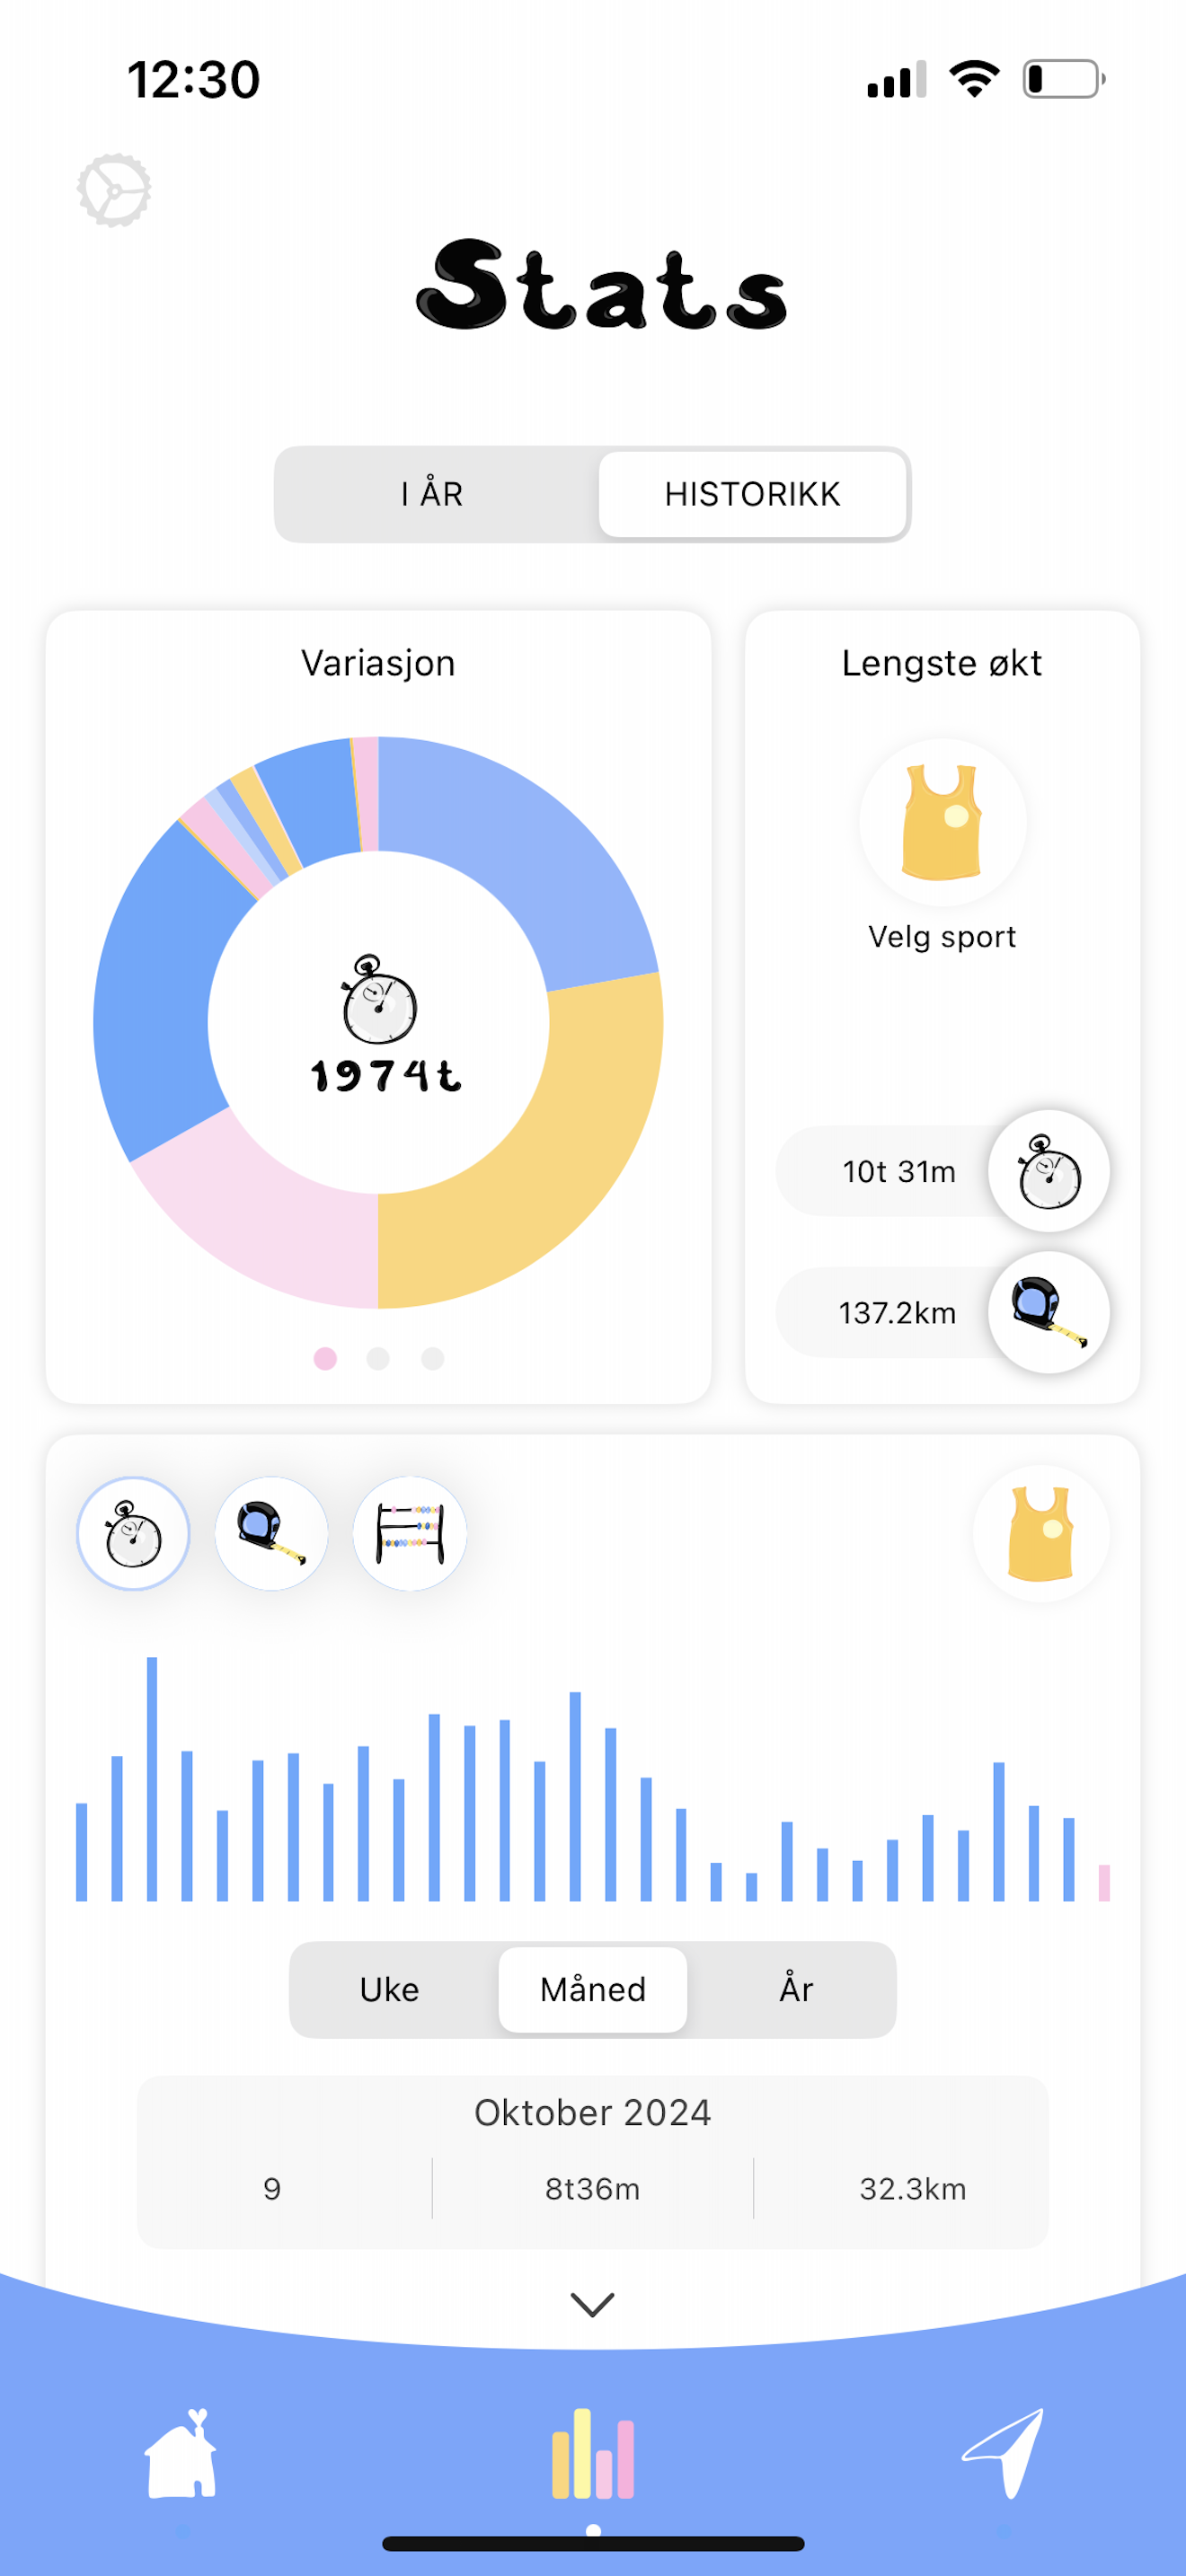 12:30
Stats
I ÅR
HISTORIKK
Variasjon
1974t
Lengste økt
Velg sport
10t 31m
137.2km
Uke
Måned
År
Oktober 2024
9
8t36m
32.3km